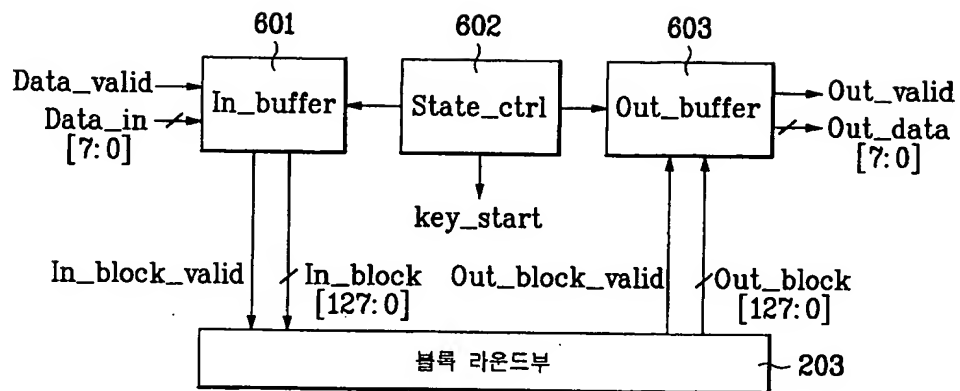 601
602
603
Data_valid
Data_in
[7:0]
In_buffer
State_ctrl
Out_buffer
Out_valid
Out_data
[7:0]
key_start
In_block_valid
In_block
[127:0]
Out_block_valid
Out_block
[127:0]
블록 라운드부
203